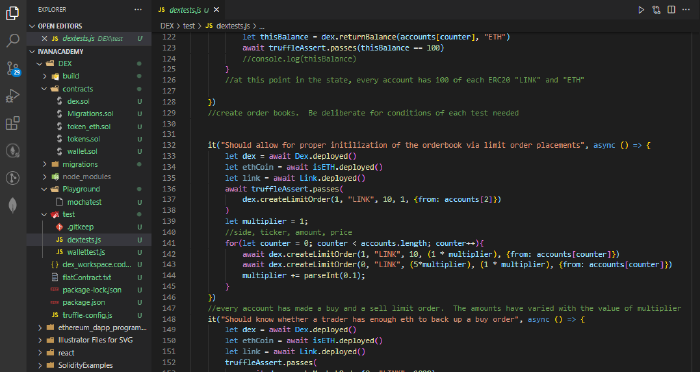 EXPLORER
OPEN EDITORS
dextests.js DEX\test U
IVANACADEMY
DEX
build
contracts
dex.sol U
Migrations.sol U
token_eth.sol U
tokens.sol U
wallet.sol U
migrations
node_modules
Playground
mochatest U
test
.gitkeep U
dextests.js U
wallettest.js U
dex_workspace.cod... U
flatContract.txt U
package-lock.json U
package.json U
truffle-config.js U
ethereum_dapp_program...
Illustrator Files for SVG
react
SolidityExamples
29
JS dextests.js U
DEX > test > JS dextests.js > ...
122 let thisBalance = dex.returnBalance(accounts[counter], "ETH")
123 await truffleAssert.passes(thisBalance == 100)
124 //console.log(thisBalance)
125 }
126 //at this point in the state, every account has 100 of each ERC20 "LINK" and "ETH"
127
128 })
129 //create order books. Be deliberate for conditions of each test needed
130
131
132 it("Should allow for proper initilization of the orderbook via limit order placements", async () => {
133 let dex = await Dex.deployed()
134 let ethCoin = await isETH.deployed()
135 let link = await Link.deployed()
136 await truffleAssert.passes(
137 dex.createLimitOrder(1, "LINK", 10, 1, {from: accounts[2]})
138 )
139 let multiplier = 1;
140 //side, ticker, amount, price
141 for(let counter = 0; counter < accounts.length; counter++){
142 await dex.createLimitOrder(1, "LINK", 10, (1 * multiplier), {from: accounts[counter]})
143 await dex.createLimitOrder(0, "LINK", (5*multiplier), (1 * multiplier), {from: accounts[counter]})
144 multiplier += parseInt(0.1);
145 }
146 })
147 //every account has made a buy and a sell limit order. The amounts have varied with the value of multiplier
148 it("Should know whether a trader has enough eth to back up a buy order", async () => {
149 let dex = await Dex.deployed()
150 let ethCoin = await isETH.deployed()
151 let link = await Link.deployed()
152 truffleAssert.passes(